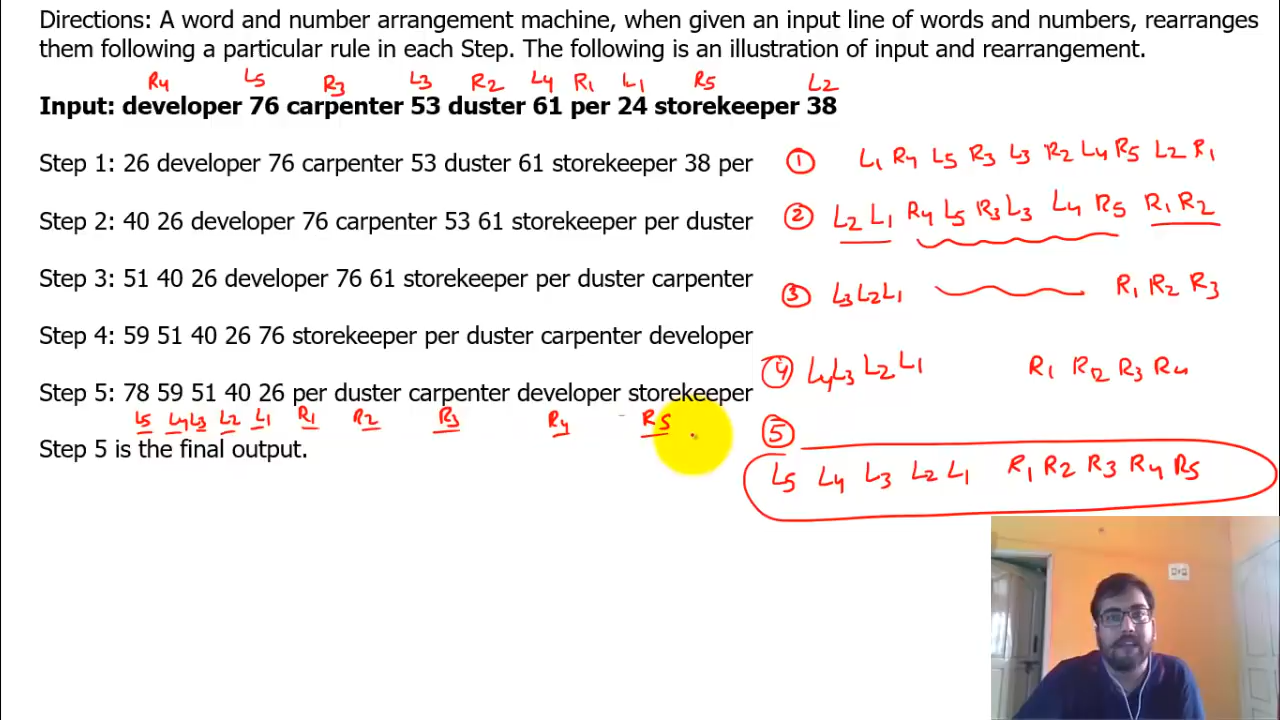 Directions: A word and number arrangement machine, when given an input line of words and numbers, rearranges
them following a particular rule in each Step. The following is an illustration of input and rearrangement.
R4 L5 R3 L3 R2 L4 R1 L1 R5 L2
Input: developer 76 carpenter 53 duster 61 per 24 storekeeper 38
Step 1: 26 developer 76 carpenter 53 duster 61 storekeeper 38 per
1 L1 R4 L5 R3 L3 R2 L4 R5 L2 R1
Step 2: 40 26 developer 76 carpenter 53 61 storekeeper per duster
2 L2 L1 R4 L5 R3 L3 L4 R5 R1 R2
Step 3: 51 40 26 developer 76 61 storekeeper per duster carpenter
3 L3 L2 L1 R1 R2 R3
Step 4: 59 51 40 26 76 storekeeper per duster carpenter developer
4 L4 L3 L2 L1 R1 R2 R3 R4
Step 5: 78 59 51 40 26 per duster carpenter developer storekeeper
L5 L4 L3 L2 L1 R1 R2 R3 R4 R5
5
Step 5 is the final output.
L5 L4 L3 L2 L1 R1 R2 R3 R4 R5